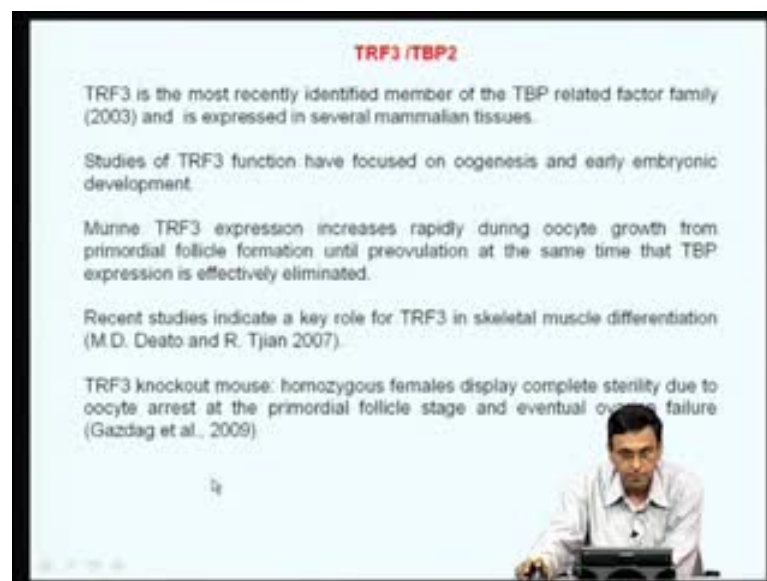 TRF3 /TBP2
TRF3 is the most recently identified member of the TBP related factor family
(2003) and is expressed in several mammalian tissues.
Studies of TRF3 function have focused on oogenesis and early embryonic
development.
Murine TRF3 expression increases rapidly during oocyte growth from
primordial follicle formation until preovulation at the same time that TBP
expression is effectively eliminated.
Recent studies indicate a key role for TRF3 in skeletal muscle differentiation
(M.D. Deato and R. Tjian 2007).
TRF3 knockout mouse: homozygous females display complete sterility due to
oocyte arrest at the primordial follicle stage and eventual failure
(Gazdag et al., 2009)